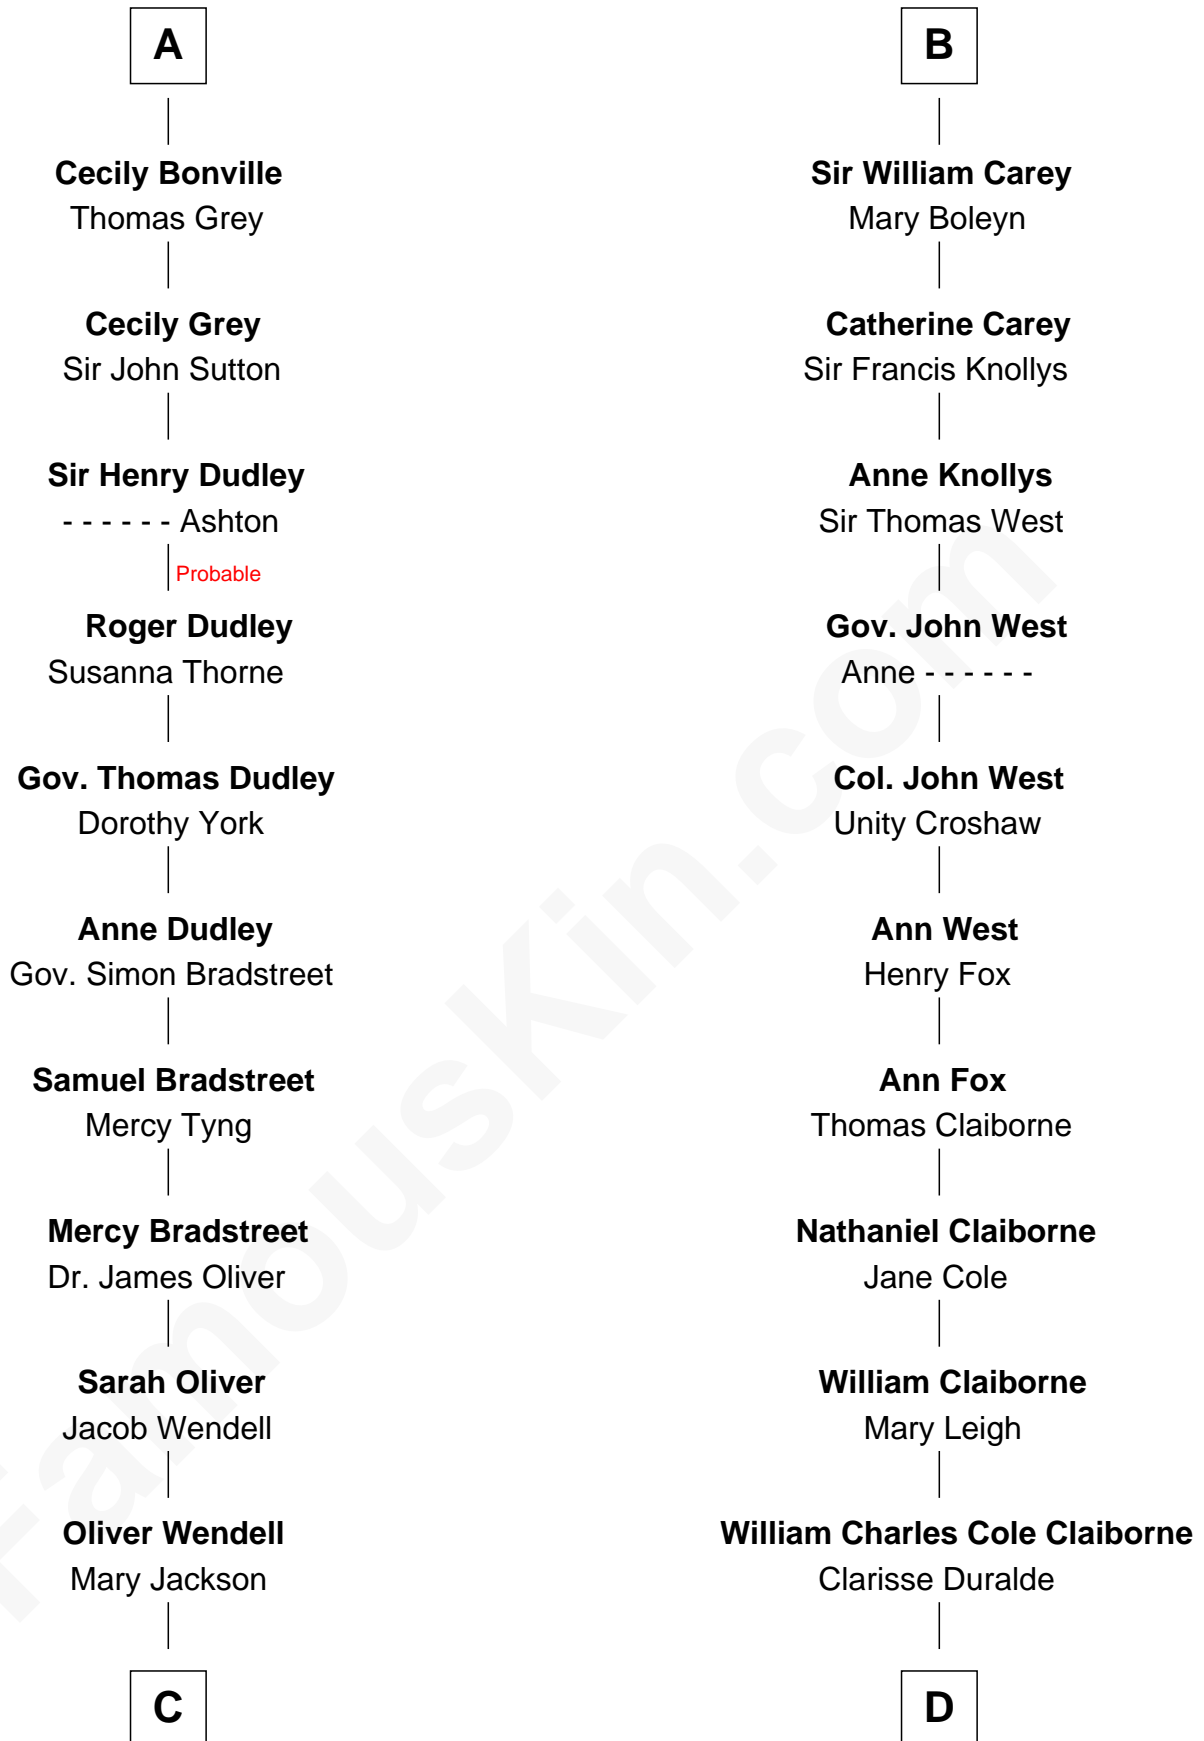 A
Cecily Bonville
Thomas Grey
Cecily Grey
Sir John Sutton
Sir Henry Dudley
- - - - - - Ashton
Probable
Roger Dudley
Susanna Thorne
Gov. Thomas Dudley
Dorothy York
Anne Dudley
Gov. Simon Bradstreet
Samuel Bradstreet
Mercy Tyng
Mercy Bradstreet
Dr. James Oliver
Sarah Oliver
Jacob Wendell
Oliver Wendell
Mary Jackson
C
B
Sir William Carey
Mary Boleyn
Catherine Carey
Sir Francis Knollys
Anne Knollys
Sir Thomas West
Gov. John West
Anne - - - - - -
Col. John West
Unity Croshaw
Ann West
Henry Fox
Ann Fox
Thomas Claiborne
Nathaniel Claiborne
Jane Cole
William Claiborne
Mary Leigh
William Charles Cole Claiborne
Clarisse Duralde
D
FamousKin.com